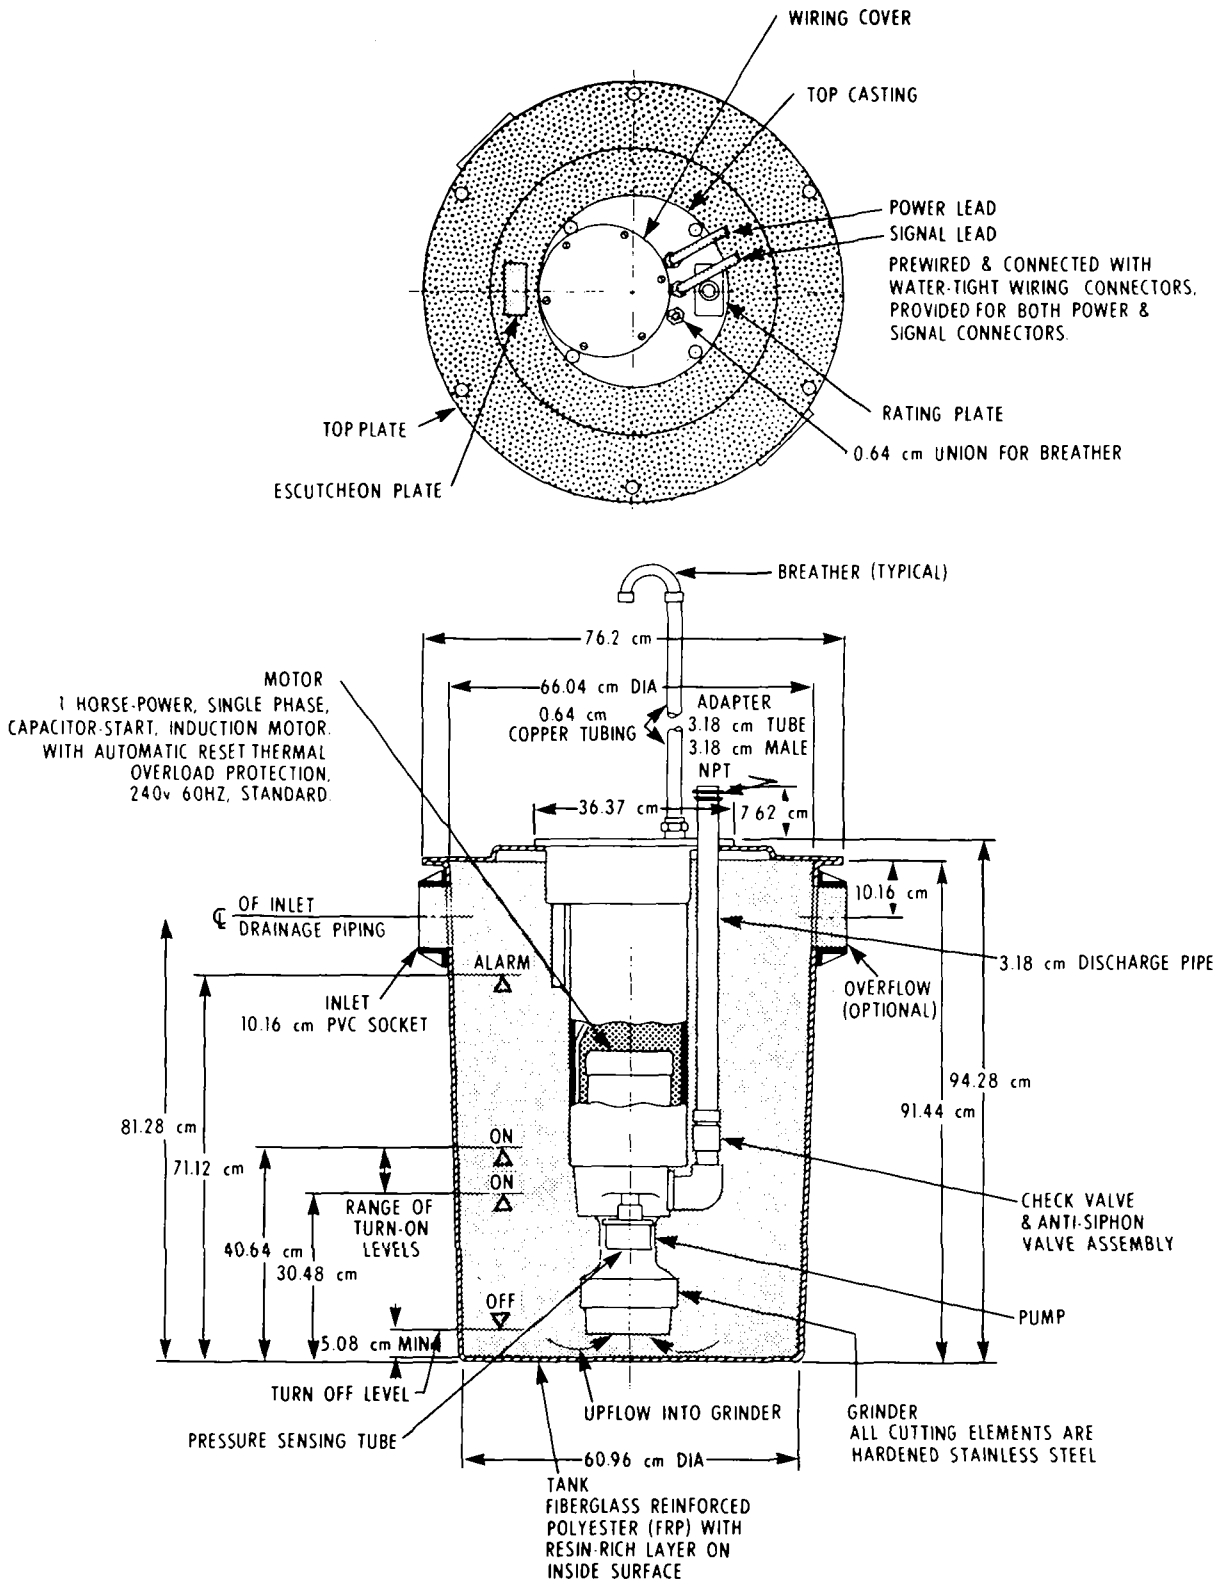 WIRING COVER
TOP CASTING
POWER LEAD
SIGNAL LEAD
PREWIRED & CONNECTED WITH
WATER-TIGHT WIRING CONNECTORS,
PROVIDED FOR BOTH POWER &
SIGNAL CONNECTORS.
RATING PLATE
0.64 cm UNION FOR BREATHER
TOP PLATE
ESCUTCHEON PLATE
BREATHER (TYPICAL)
76.2 cm
MOTOR
1 HORSE-POWER, SINGLE PHASE,
CAPACITOR-START, INDUCTION MOTOR.
WITH AUTOMATIC RESET THERMAL
OVERLOAD PROTECTION,
240v 60HZ, STANDARD.
66.04 cm DIA
0.64 cm
COPPER TUBING
ADAPTER
3.18 cm TUBE
3.18 cm MALE
NPT
36.37 cm
7.62 cm
10.16 cm
℄ OF INLET
DRAINAGE PIPING
ALARM
INLET
10.16 cm PVC SOCKET
3.18 cm DISCHARGE PIPE
OVERFLOW
(OPTIONAL)
94.28 cm
91.44 cm
81.28 cm
71.12 cm
ON
ON
RANGE OF
TURN-ON
LEVELS
40.64 cm
30.48 cm
CHECK VALVE
& ANTI-SIPHON
VALVE ASSEMBLY
OFF
5.08 cm MIN
PUMP
TURN OFF LEVEL
UPFLOW INTO GRINDER
PRESSURE SENSING TUBE
GRINDER
ALL CUTTING ELEMENTS ARE
HARDENED STAINLESS STEEL
60.96 cm DIA
TANK
FIBERGLASS REINFORCED
POLYESTER (FRP) WITH
RESIN-RICH LAYER ON
INSIDE SURFACE